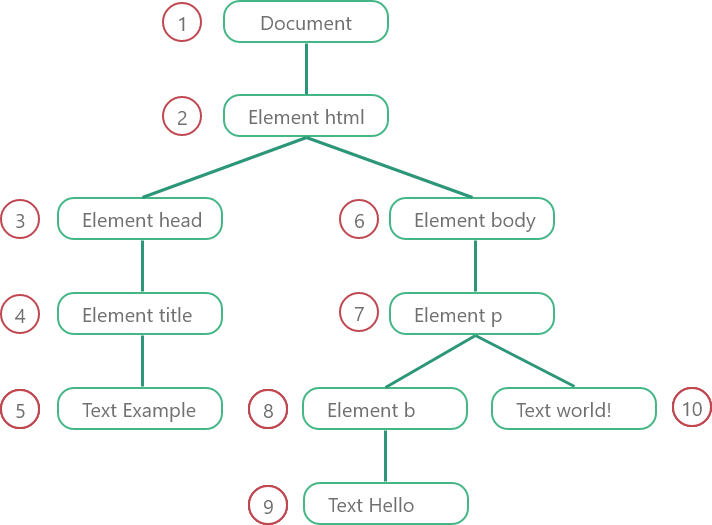 1 Document
2 Element html
3 Element head
6 Element body
4 Element title
7 Element p
5 Text Example
8 Element b
Text world! 10
9 Text Hello